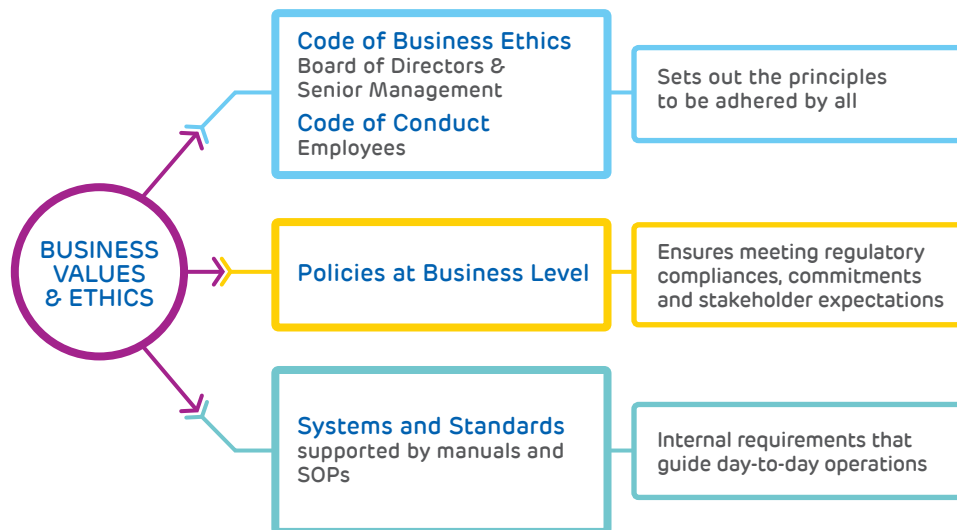 BUSINESS
VALUES
& ETHICS
Code of Business Ethics
Board of Directors &
Senior Management
Code of Conduct
Employees
Sets out the principles
to be adhered by all
Policies at Business Level
Ensures meeting regulatory
compliances, commitments
and stakeholder expectations
Systems and Standards
supported by manuals and
SOPs
Internal requirements that
guide day-to-day operations